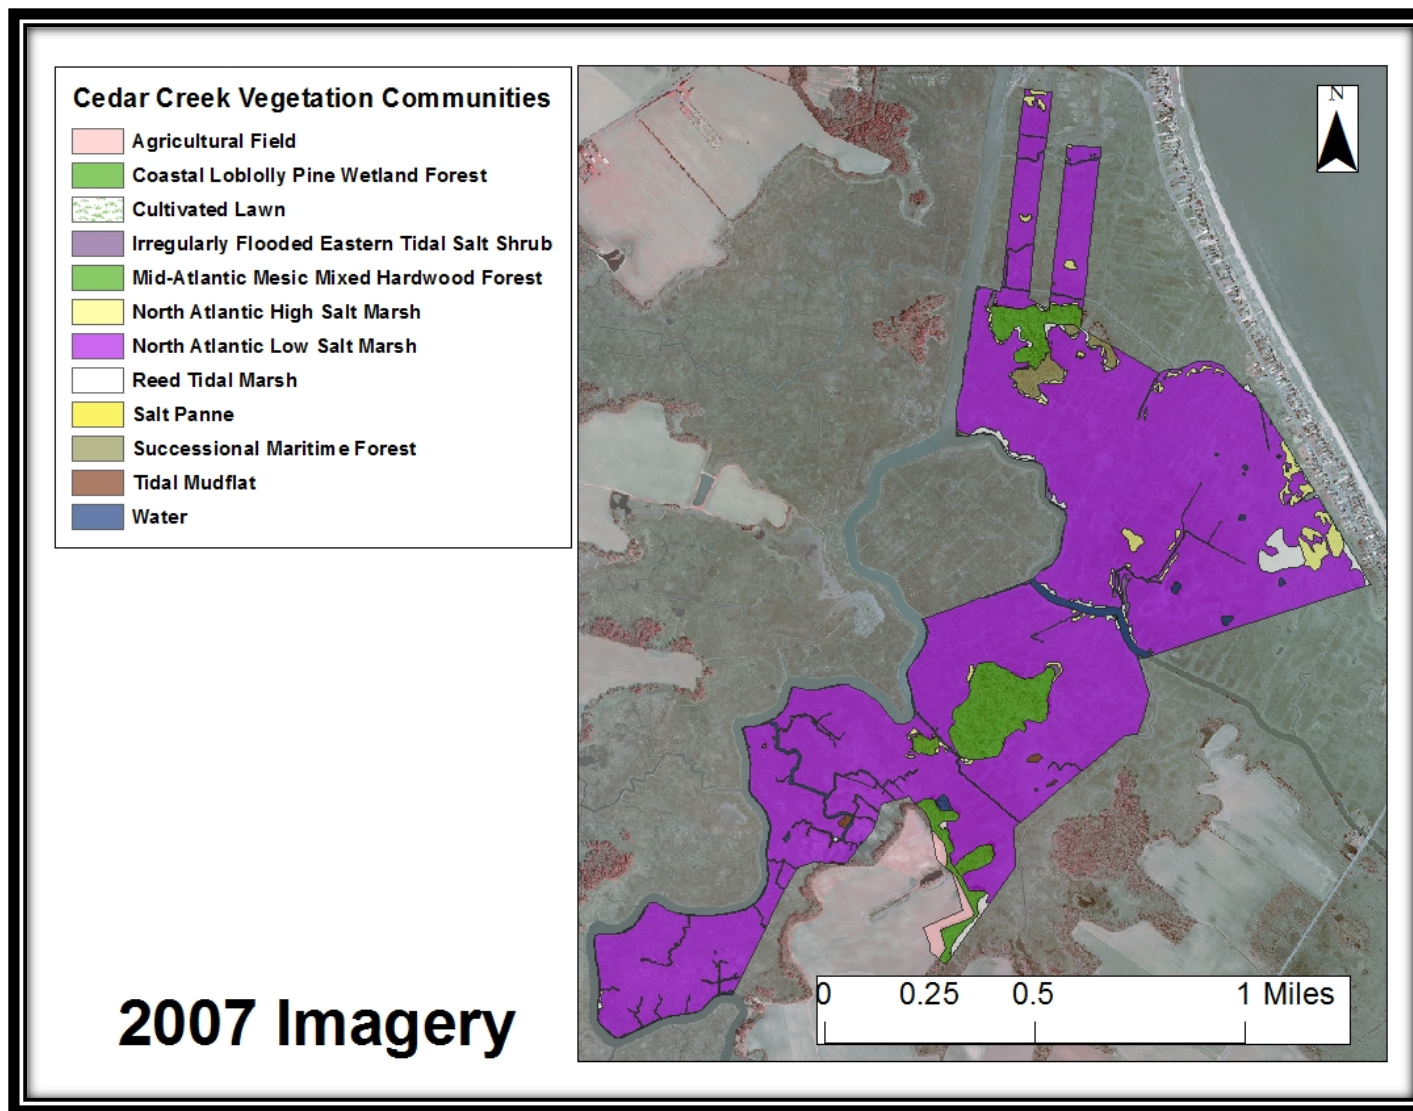 Cedar Creek Vegetation Communities
Agricultural Field
Coastal Loblolly Pine Wetland Forest
Cultivated Lawn
Irregularly Flooded Eastern Tidal Salt Shrub
Mid-Atlantic Mesic Mixed Hardwood Forest
North Atlantic High Salt Marsh
North Atlantic Low Salt Marsh
Reed Tidal Marsh
Salt Panne
Successional Maritime Forest
Tidal Mudflat
Water
N
0 0.25 0.5 1 Miles
2007 Imagery